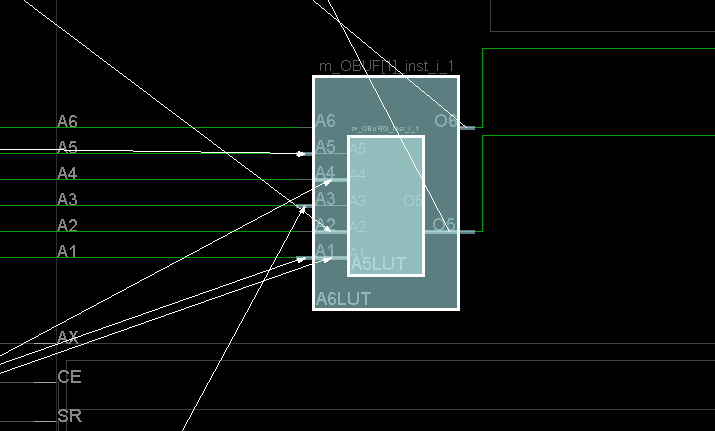 m_OBUF[1]_inst_i_1
A6 A6 O6
m_OBUF[0]_inst_i_1
A5 A5 A5
A4 A4 A4
A3 A3 A3 O5
A2 A2 A2 O5
A1 A1 A1
A5LUT
A6LUT
AX
CE
SR